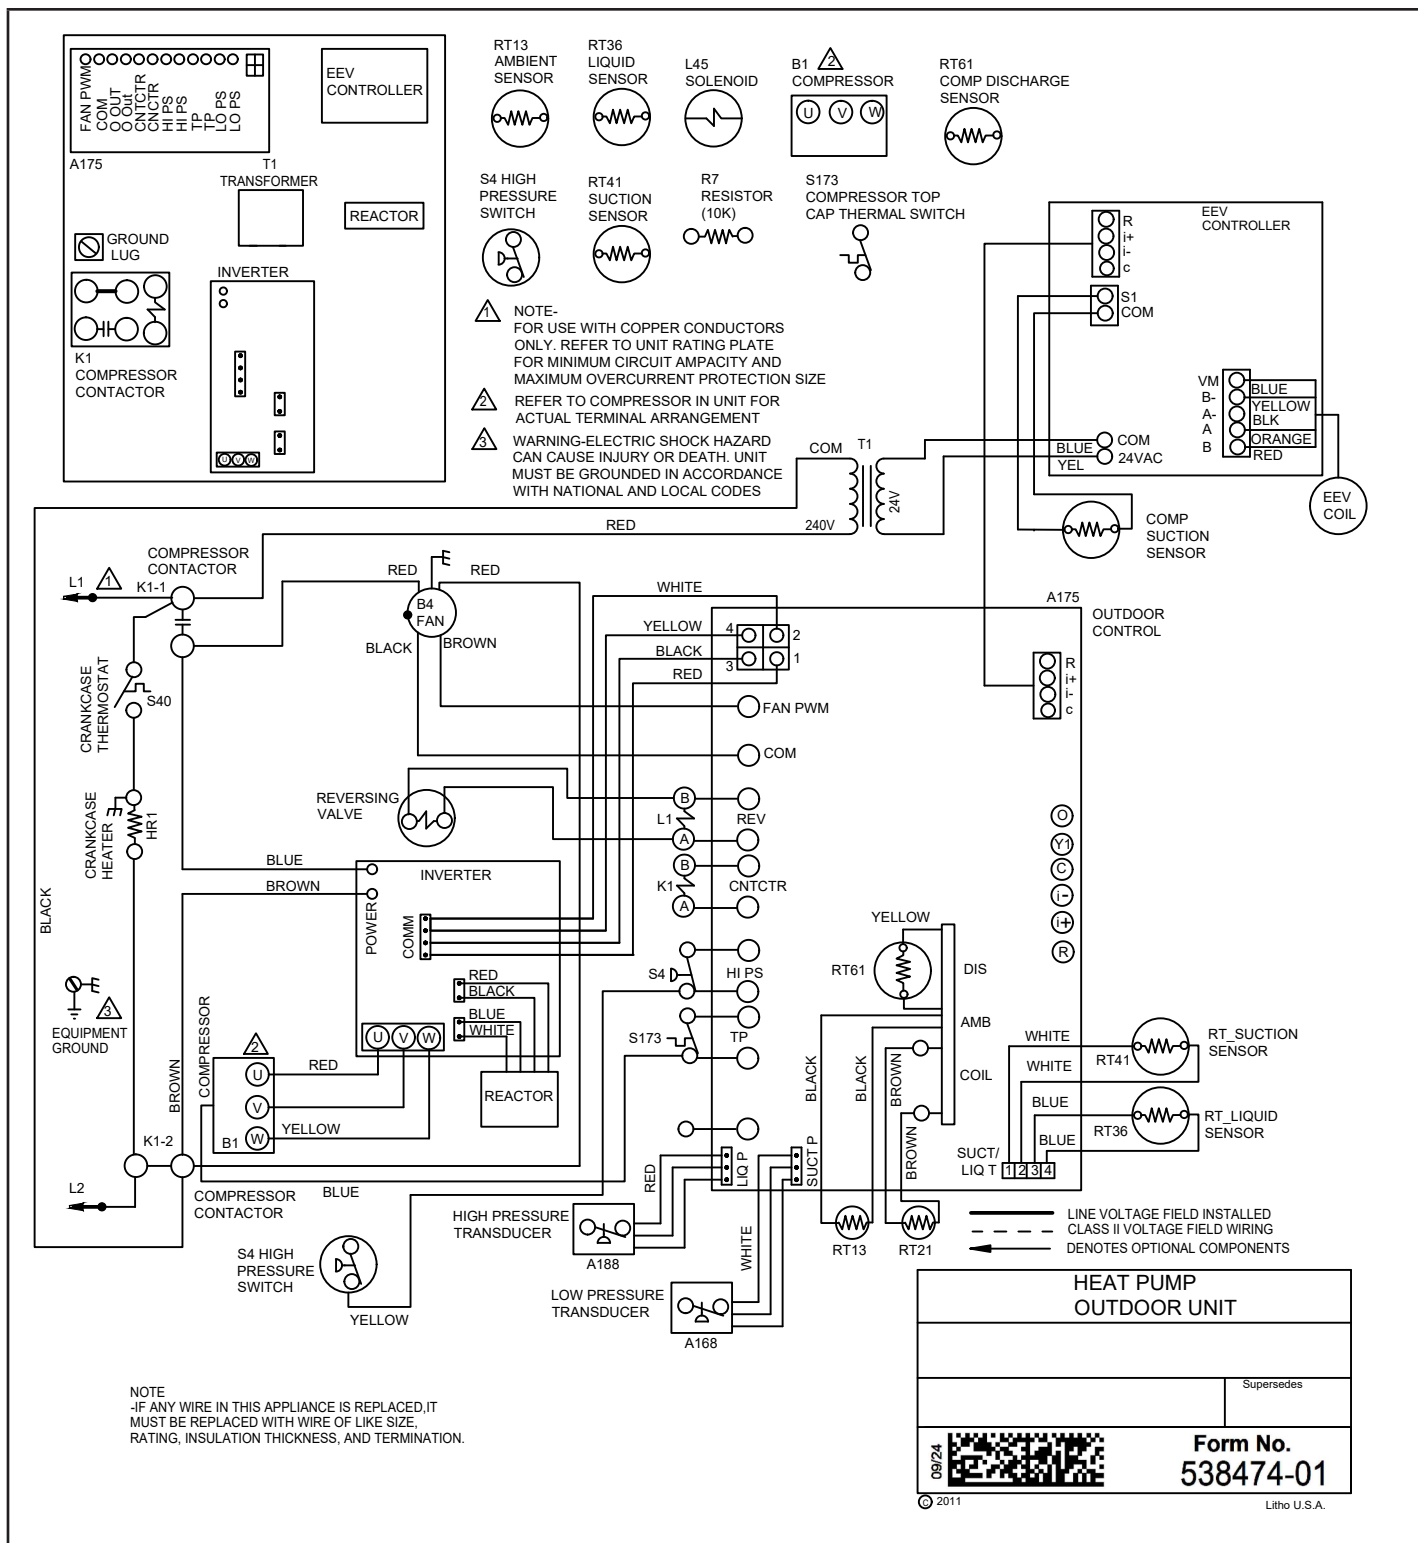 FAN PWM
COM
O OUT
O Out
CNTCTR
CNCTR
HI PS
HI PS
TP
TP
LO PS
LO PS
A175
EEV
CONTROLLER
T1
TRANSFORMER
REACTOR
GROUND
LUG
INVERTER
U V W
K1
COMPRESSOR
CONTACTOR
RT13
AMBIENT
SENSOR
RT36
LIQUID
SENSOR
L45
SOLENOID
B1 2
COMPRESSOR
U V W
RT61
COMP DISCHARGE
SENSOR
S4 HIGH
PRESSURE
SWITCH
RT41
SUCTION
SENSOR
R7
RESISTOR
(10K)
S173
COMPRESSOR TOP
CAP THERMAL SWITCH
1 NOTE-
FOR USE WITH COPPER CONDUCTORS
ONLY. REFER TO UNIT RATING PLATE
FOR MINIMUM CIRCUIT AMPACITY AND
MAXIMUM OVERCURRENT PROTECTION SIZE
2 REFER TO COMPRESSOR IN UNIT FOR
ACTUAL TERMINAL ARRANGEMENT
3 WARNING-ELECTRIC SHOCK HAZARD
CAN CAUSE INJURY OR DEATH. UNIT
MUST BE GROUNDED IN ACCORDANCE
WITH NATIONAL AND LOCAL CODES
EEV
CONTROLLER
R
i+
i-
c
S1
COM
VM
B-
A-
A
B
BLUE
YELLOW
BLK
ORANGE
RED
COM
24VAC
BLUE
YEL
EEV
COIL
COMP
SUCTION
SENSOR
COM
T1
240V
24V
RED
COMPRESSOR
CONTACTOR
L1
1
K1-1
RED
RED
B4
FAN
BLACK
BROWN
WHITE
YELLOW
BLACK
RED
4
2
3
1
A175
OUTDOOR
CONTROL
R
i+
i-
c
FAN PWM
COM
CRANKCASE
THERMOSTAT
S40
CRANKCASE
HEATER
HR1
REVERSING
VALVE
B
L1
A
REV
B
K1
A
CNTCTR
O
Y1
C
i-
i+
R
BLUE
BROWN
BLACK
INVERTER
POWER
COMM
RED
BLACK
BLUE
WHITE
U V W
REACTOR
S4
HI PS
S173
TP
YELLOW
RT61
DIS
AMB
COIL
BLACK
BLACK
BROWN
BROWN
WHITE
WHITE
RT41
RT_SUCTION
SENSOR
BLUE
RT36
BLUE
RT_LIQUID
SENSOR
SUCT/
LIQ T
1 2 3 4
3
EQUIPMENT
GROUND
COMPRESSOR
2
U
V
W
B1
RED
YELLOW
BROWN
K1-2
L2
COMPRESSOR
CONTACTOR
BLUE
RED
LIQ P
SUCT P
WHITE
HIGH PRESSURE
TRANSDUCER
A188
S4 HIGH
PRESSURE
SWITCH
YELLOW
LOW PRESSURE
TRANSDUCER
A168
RT13
RT21
LINE VOLTAGE FIELD INSTALLED
CLASS II VOLTAGE FIELD WIRING
DENOTES OPTIONAL COMPONENTS
HEAT PUMP
OUTDOOR UNIT
Supersedes
09/24
Form No.
538474-01
© 2011
Litho U.S.A.
NOTE
-IF ANY WIRE IN THIS APPLIANCE IS REPLACED,IT
MUST BE REPLACED WITH WIRE OF LIKE SIZE,
RATING, INSULATION THICKNESS, AND TERMINATION.